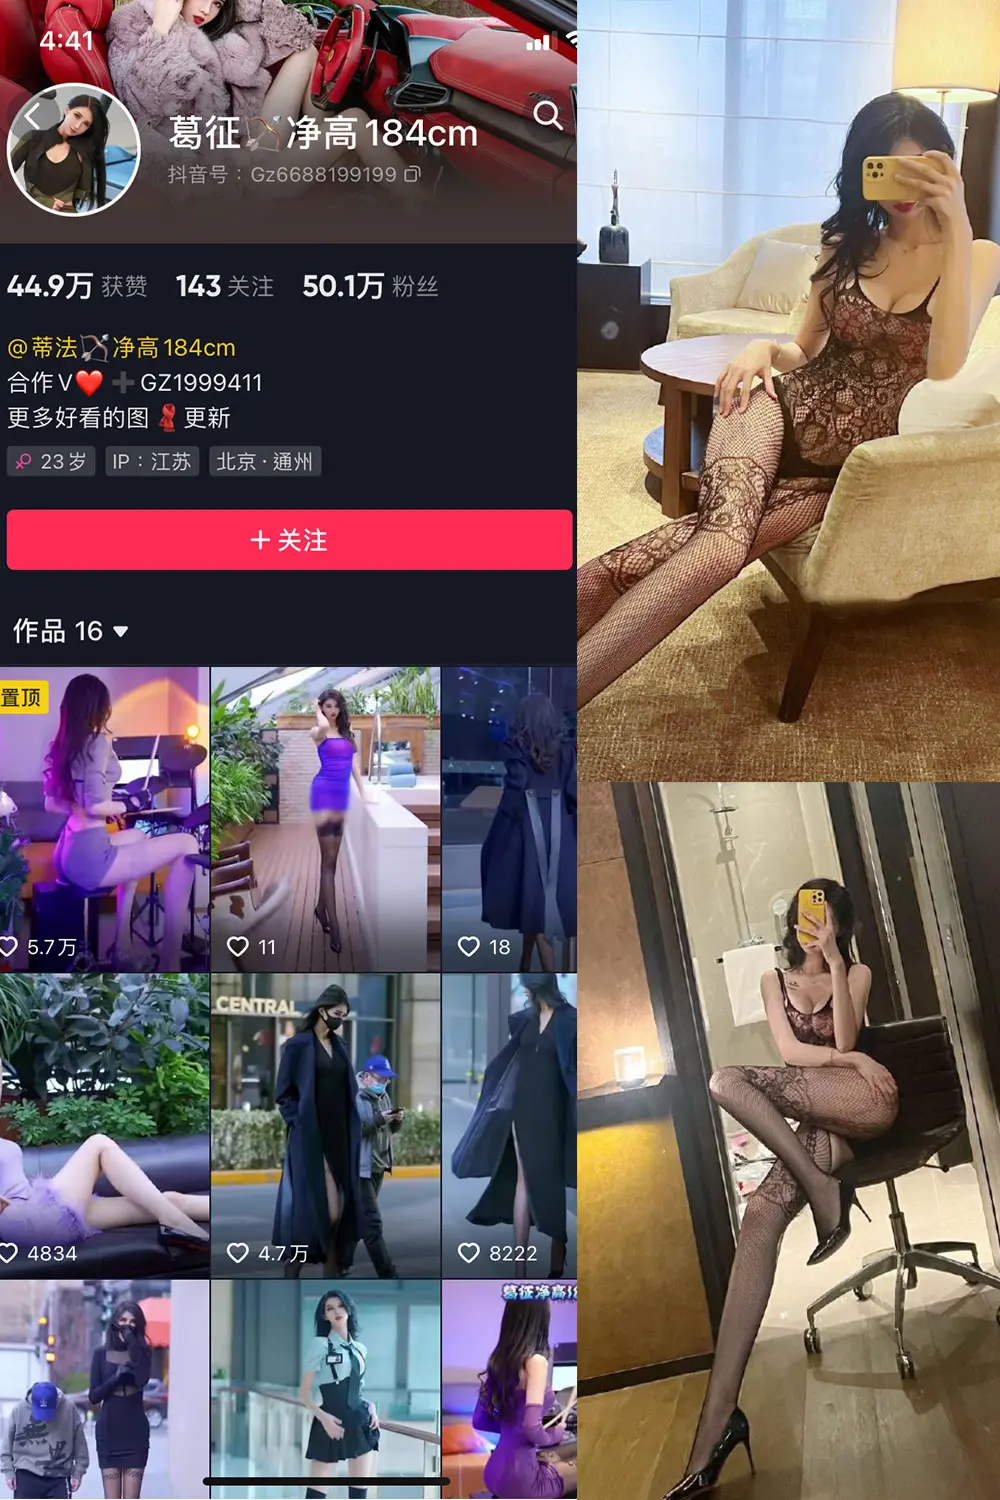 4:41
葛征🏹净高184cm
抖音号：Gz6688199199
44.9万 获赞 143 关注 50.1万 粉丝
@蒂法🏹净高184cm
合作V❤️➕GZ1999411
更多好看的图🧣更新
23岁 IP：江苏 北京·通州
+ 关注
作品 16
置顶
5.7万 11 18
CENTRAL
4834 4.7万 8222
葛征净高